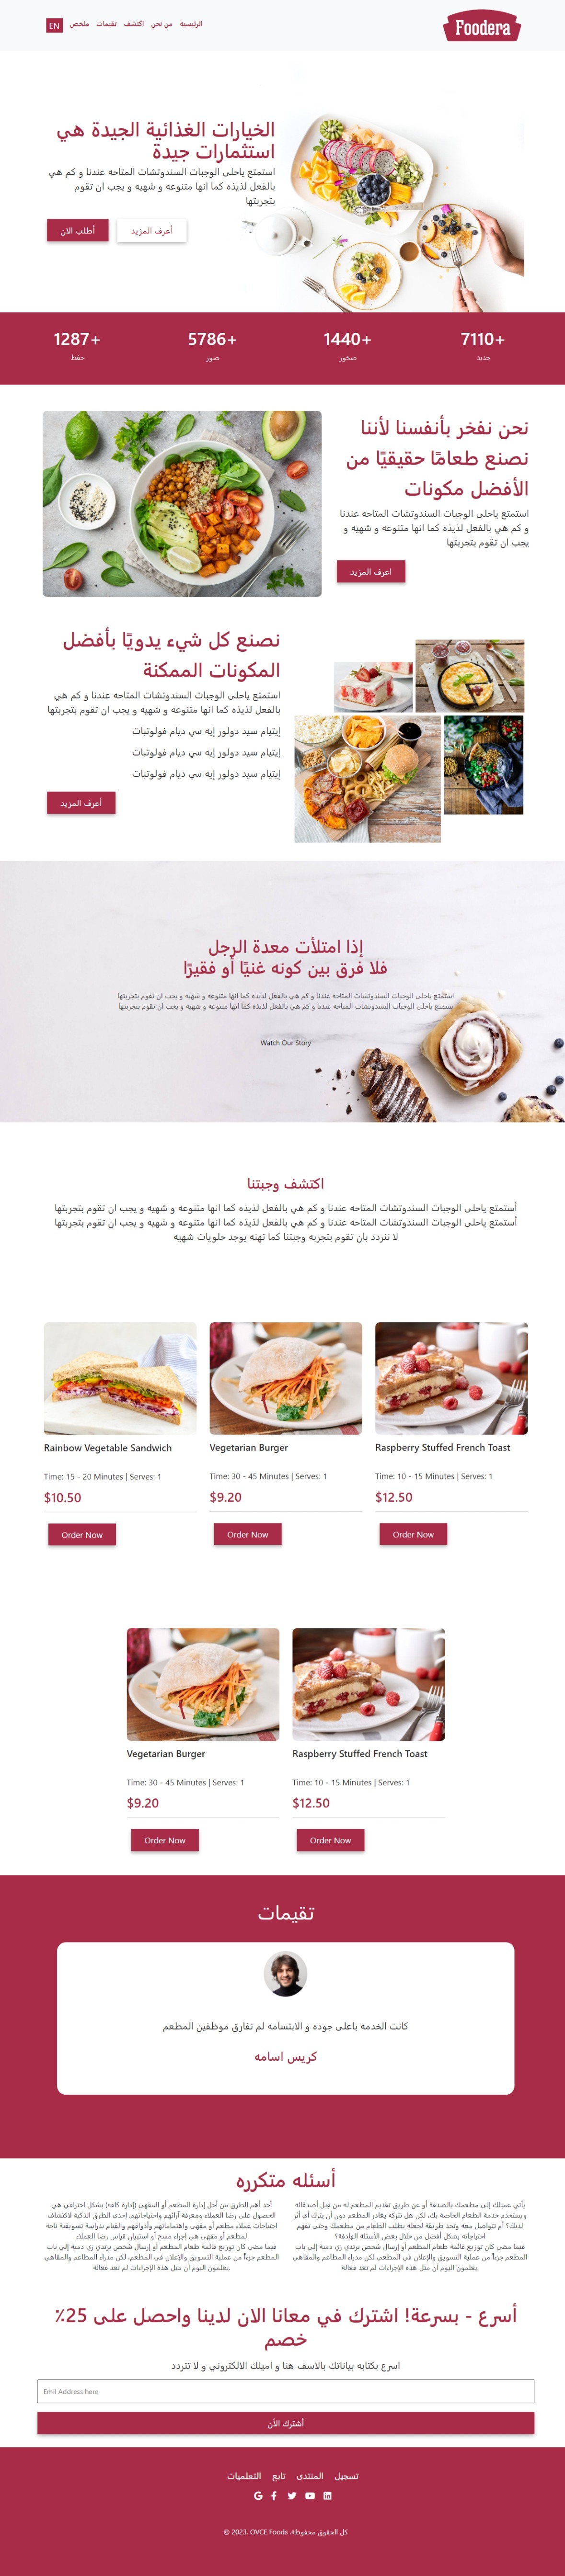 Foodera
الرئيسيه
من نحن
اكتشف
تقيمات
ملخص
EN
الخيارات الغذائية الجيدة هي
استثمارات جيدة
استمتع ياحلى الوجبات السندوتشات المتاحه عندنا و كم هي
بالفعل لذيذه كما انها متنوعه و شهيه و يجب ان تقوم
بتجربتها
أعرف المزيد
أطلب الان
7110+
جديد
1440+
صخور
5786+
صور
1287+
حفظ
نحن نفخر بأنفسنا لأننا
نصنع طعامًا حقيقيًا من
الأفضل مكونات
استمتع ياحلى الوجبات السندوتشات المتاحه عندنا
و كم هي بالفعل لذيذه كما انها متنوعه و شهيه و
يجب ان تقوم بتجربتها
اعرف المزيد
نصنع كل شيء يدويًا بأفضل
المكونات الممكنة
استمتع ياحلى الوجبات السندوتشات المتاحه عندنا و كم هي
بالفعل لذيذه كما انها متنوعه و شهيه و يجب ان تقوم بتجربتها
إيتيام سيد دولور إيه سي ديام فولوتبات
إيتيام سيد دولور إيه سي ديام فولوتبات
إيتيام سيد دولور إيه سي ديام فولوتبات
أعرف المزيد
إذا امتلأت معدة الرجل
فلا فرق بين كونه غنيًا أو فقيرًا
استمتع ياحلى الوجبات السندوتشات المتاحه عندنا و كم هي بالفعل لذيذه كما انها متنوعه و شهيه و يجب ان تقوم بتجربتها
ستمتع ياحلى الوجبات السندوتشات المتاحه عندنا و كم هي بالفعل لذيذه كما انها متنوعه و شهيه و يجب ان تقوم بتجربتها
Watch Our Story
اكتشف وجبتنا
أستمتع ياحلى الوجبات السندوتشات المتاحه عندنا و كم هي بالفعل لذيذه كما انها متنوعه و شهيه و يجب ان تقوم بتجربتها
أستمتع ياحلى الوجبات السندوتشات المتاحه عندنا و كم هي بالفعل لذيذه كما انها متنوعه و شهيه و يجب ان تقوم بتجربتها
لا نتردد بان تقوم بتجربه وجبتنا كما تهنه يوجد حلويات شهيه
Rainbow Vegetable Sandwich
Time: 15 - 20 Minutes | Serves: 1
$10.50
Order Now
Vegetarian Burger
Time: 30 - 45 Minutes | Serves: 1
$9.20
Order Now
Raspberry Stuffed French Toast
Time: 10 - 15 Minutes | Serves: 1
$12.50
Order Now
Vegetarian Burger
Time: 30 - 45 Minutes | Serves: 1
$9.20
Order Now
Raspberry Stuffed French Toast
Time: 10 - 15 Minutes | Serves: 1
$12.50
Order Now
تقيمات
كانت الخدمه باعلى جوده و الابتسامه لم تفارق موظفين المطعم
كريس اسامه
أسئله متكرره
يأتي عميلك إلى مطعمك بالصدفة أو عن طريق تقديم المطعم له من قِبل أصدقائه
ويستخدم خدمة الطعام الخاصة بك، لكن هل تتركه يغادر المطعم دون أن يترك أي أثر
لديك؟ أم تتواصل معه وتجد طريقة لجعله يطلب الطعام من مطعمك وحتى تفهم
احتياجاته بشكل أفضل من خلال بعض الأسئلة الهادفة؟
فيما مضى كان توزيع قائمة طعام المطعم أو إرسال شخص يرتدي زي دمية إلى باب
المطعم جزءاً من عملية التسويق والإعلان في المطعم، لكن مدراء المطاعم والمقاهي
يعلمون اليوم أن مثل هذه الإجراءات لم تعد فعالة.
أحد أهم الطرق من أجل إدارة المطعم أو المقهى (إدارة كافه) بشكل احترافي هي
الحصول على رضا العملاء ومعرفة آرائهم واحتياجاتهم. إحدى الطرق الذكية لاكتشاف
احتياجات عملاء مطعم أو مقهى واهتماماتهم وأذواقهم والقيام بدراسة تسويقية ناجة
لمطعم أو مقهى هو إجراء مسح أو استبيان قياس رضا العملاء
فيما مضى كان توزيع قائمة طعام المطعم أو إرسال شخص يرتدي زي دمية إلى باب
المطعم جزءاً من عملية التسويق والإعلان في المطعم، لكن مدراء المطاعم والمقاهي
يعلمون اليوم أن مثل هذه الإجراءات لم تعد فعالة.
أسرع - بسرعة! اشترك في معانا الان لدينا واحصل على 25٪
خصم
اسرع بكتابه بياناتك بالاسف هنا و اميلك الالكتروني و لا تتردد
Emil Address here
أشترك الأن
تسجيل
المنتدى
تابع
التعلميات
كل الحقوق محفوظة. OVCE Foods .2023 ©